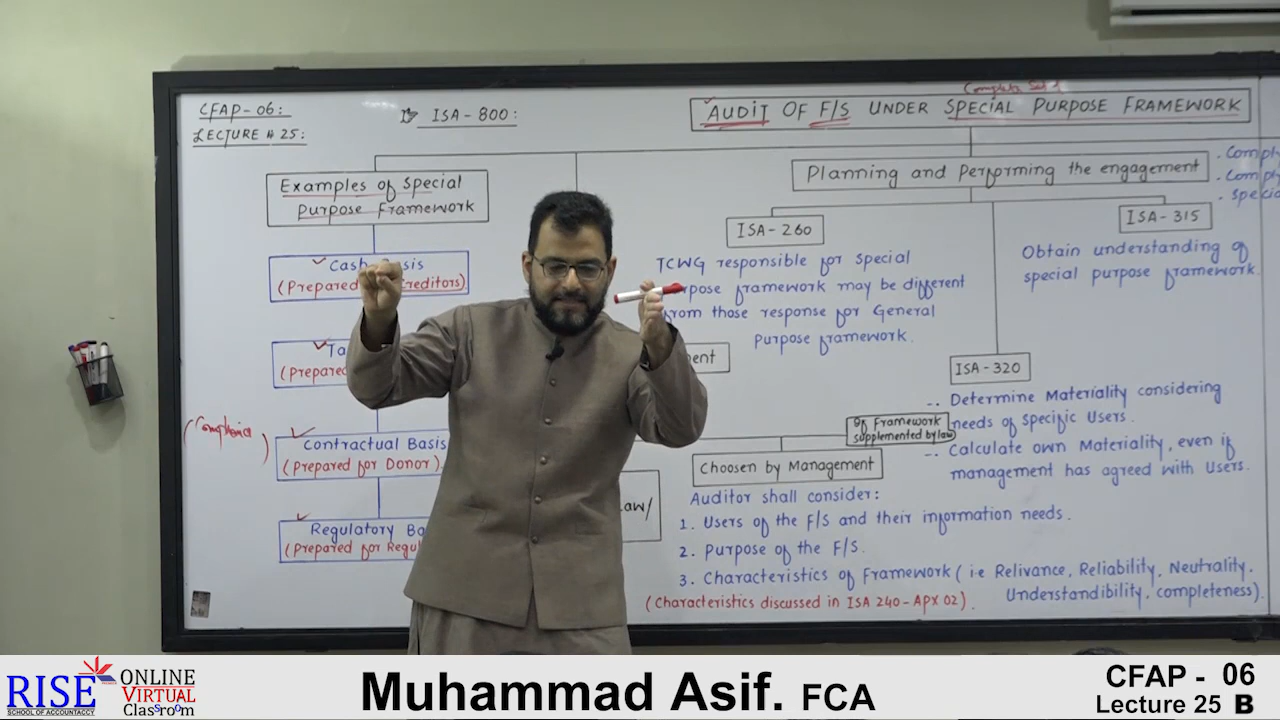 CFAP-06:
LECTURE # 25:
ISA-800:
Complete Set
AUDIT OF F/S UNDER SPECIAL PURPOSE FRAMEWORK
Examples of Special
Purpose Framework
Cash Basis
(Prepared Creditors)
(Prepared
Contractual Basis
(Prepared for Donor)
Regulatory
(Prepared for
Planning and Performing the engagement
ISA-260
TCWG responsible for special
framework may be different
from those response for General
Purpose framework.
ISA-315
Obtain understanding of
special purpose framework.
ISA-320
-. Determine Materiality considering
needs of Specific Users.
-. Calculate own Materiality, even if
management has agreed with Users.
Of Framework
supplemented by law
Choosen by Management
Auditor shall consider:
1. Users of the F/S and their information needs.
2. Purpose of the F/S.
3. Characteristics of Framework (i.e Relivance, Reliability, Neutrality.
Understandibility, completeness).
(Characteristics discussed in ISA 240-Apx 02).
RISE
SCHOOL OF ACCOUNTANCY
ONLINE
VIRTUAL
Classroom
Muhammad Asif. FCA
CFAP - 06
Lecture 25 B